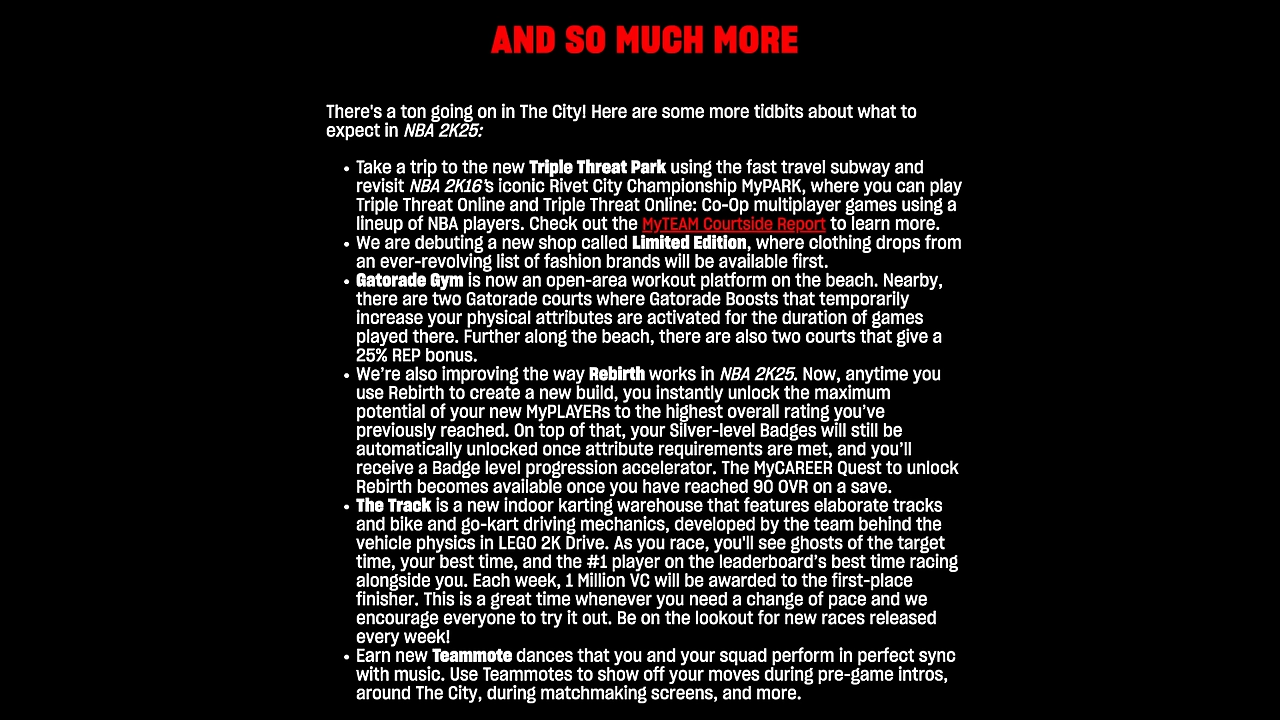 AND SO MUCH MORE
There's a ton going on in The City! Here are some more tidbits about what to
expect in NBA 2K25:
• Take a trip to the new Triple Threat Park using the fast travel subway and
revisit NBA 2K16's iconic Rivet City Championship MyPARK, where you can play
Triple Threat Online and Triple Threat Online: Co-Op multiplayer games using a
lineup of NBA players. Check out the MyTEAM Courtside Report to learn more.
• We are debuting a new shop called Limited Edition, where clothing drops from
an ever-revolving list of fashion brands will be available first.
• Gatorade Gym is now an open-area workout platform on the beach. Nearby,
there are two Gatorade courts where Gatorade Boosts that temporarily
increase your physical attributes are activated for the duration of games
played there. Further along the beach, there are also two courts that give a
25% REP bonus.
• We’re also improving the way Rebirth works in NBA 2K25. Now, anytime you
use Rebirth to create a new build, you instantly unlock the maximum
potential of your new MyPLAYERs to the highest overall rating you’ve
previously reached. On top of that, your Silver-level Badges will still be
automatically unlocked once attribute requirements are met, and you’ll
receive a Badge level progression accelerator. The MyCAREER Quest to unlock
Rebirth becomes available once you have reached 90 OVR on a save.
• The Track is a new indoor karting warehouse that features elaborate tracks
and bike and go-kart driving mechanics, developed by the team behind the
vehicle physics in LEGO 2K Drive. As you race, you'll see ghosts of the target
time, your best time, and the #1 player on the leaderboard’s best time racing
alongside you. Each week, 1 Million VC will be awarded to the first-place
finisher. This is a great time whenever you need a change of pace and we
encourage everyone to try it out. Be on the lookout for new races released
every week!
• Earn new Teammote dances that you and your squad perform in perfect sync
with music. Use Teammotes to show off your moves during pre-game intros,
around The City, during matchmaking screens, and more.